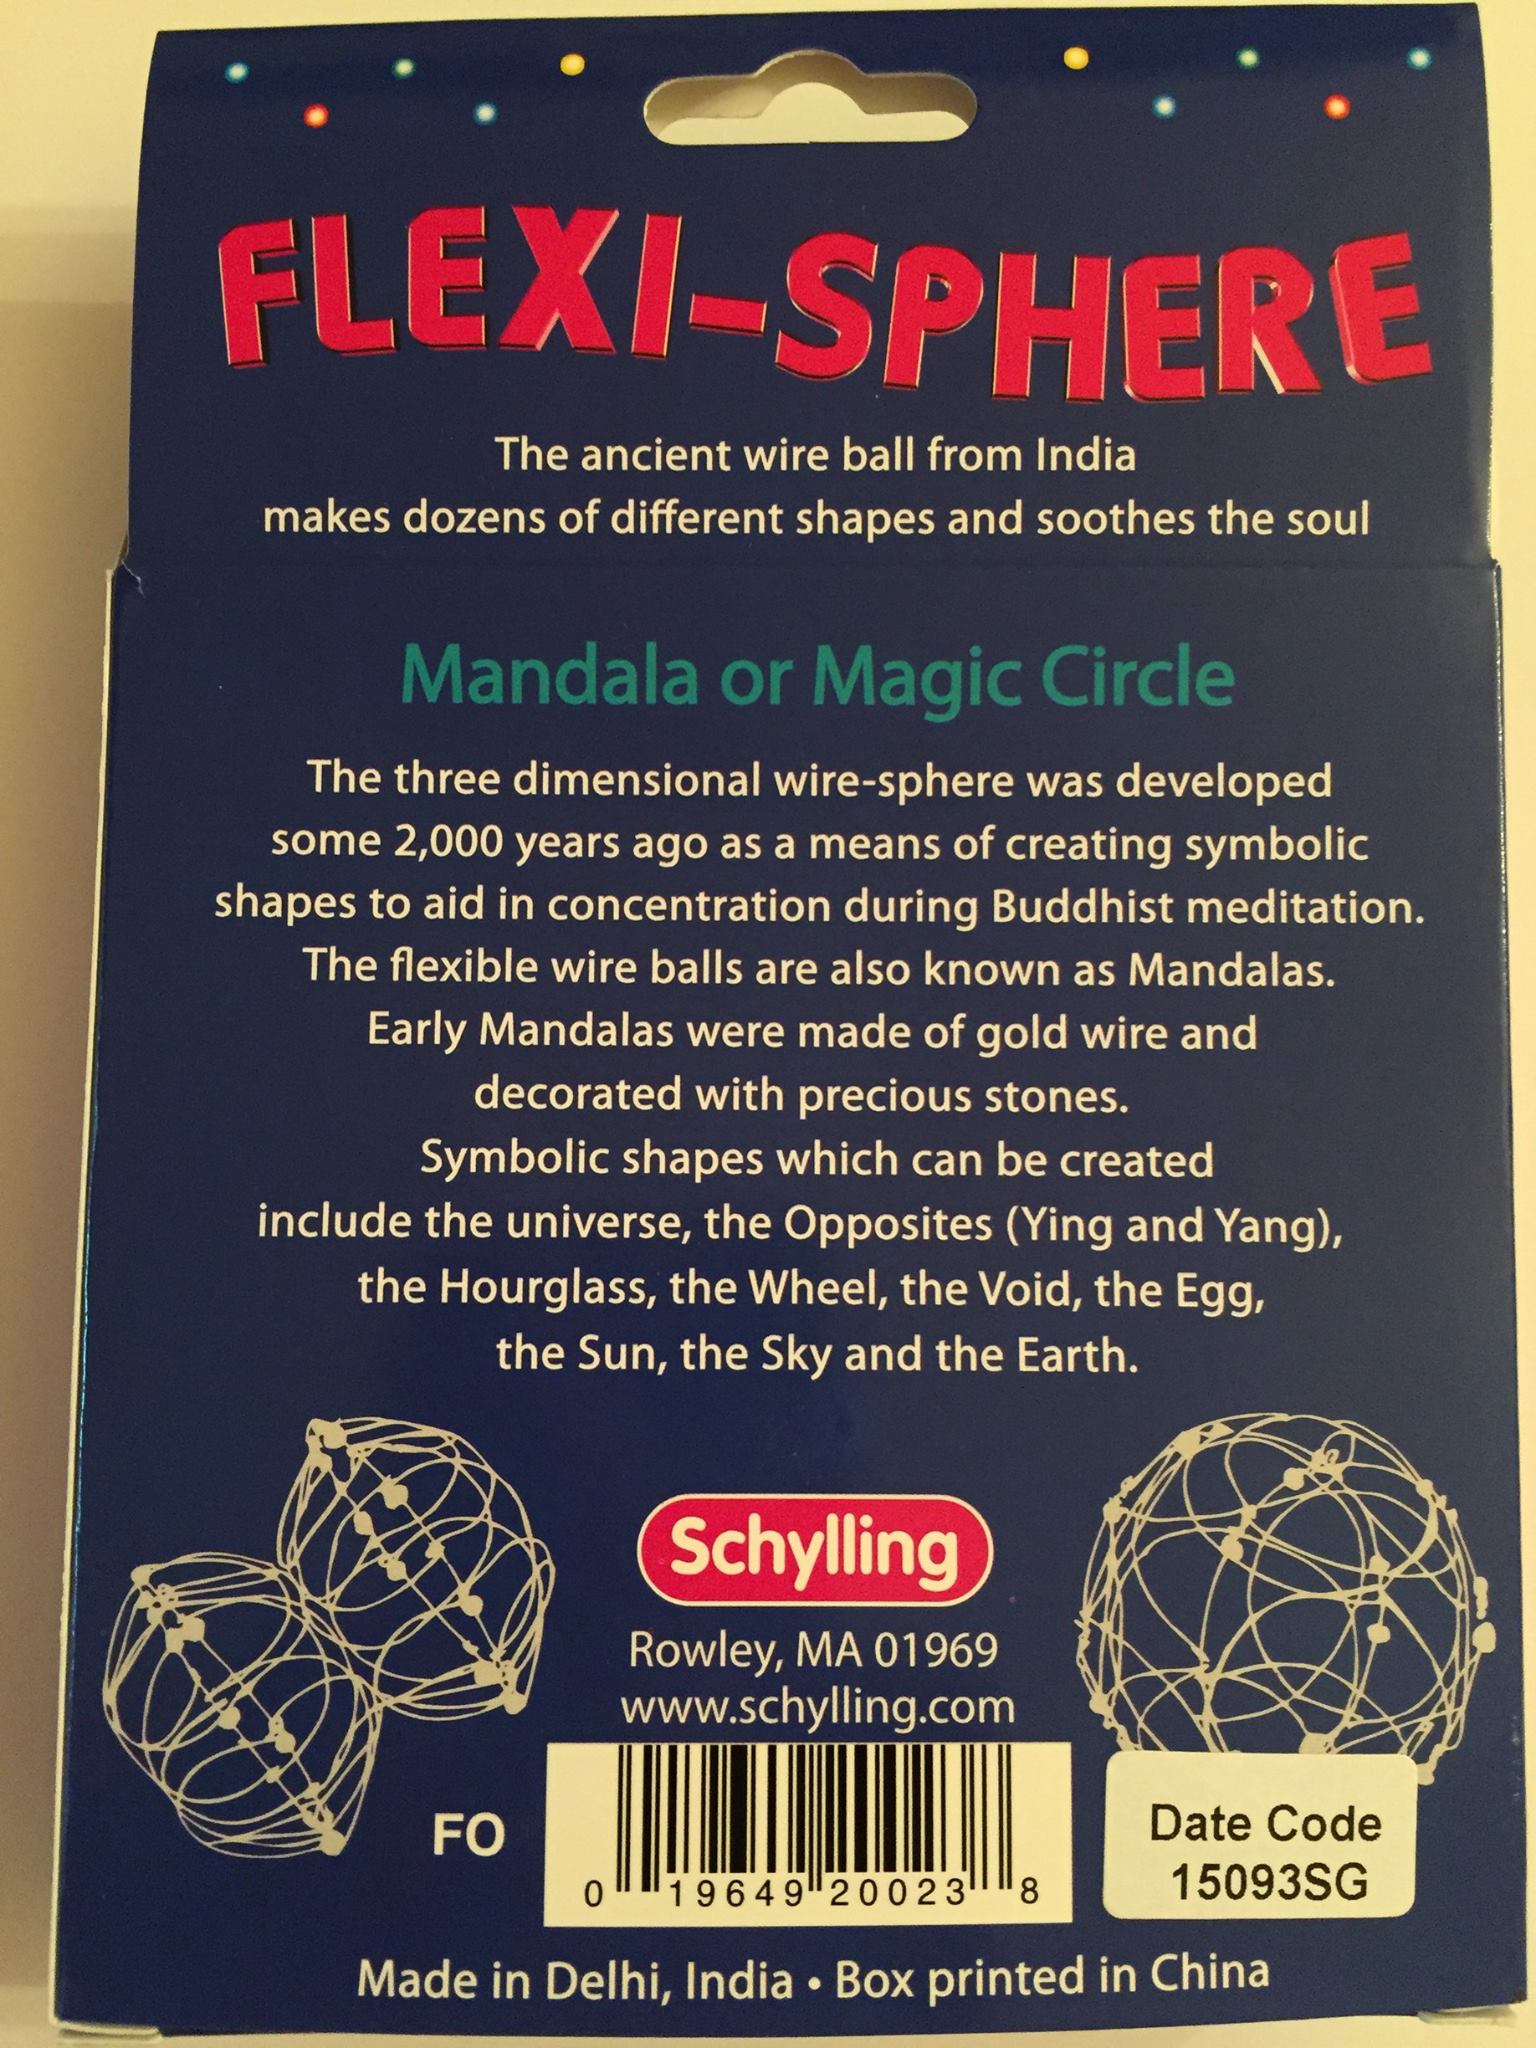 FLEXI-SPHERE
The ancient wire ball from India
makes dozens of different shapes and soothes the soul
Mandala or Magic Circle
The three dimensional wire-sphere was developed
some 2,000 years ago as a means of creating symbolic
shapes to aid in concentration during Buddhist meditation.
The flexible wire balls are also known as Mandalas.
Early Mandalas were made of gold wire and
decorated with precious stones.
Symbolic shapes which can be created
include the universe, the Opposites (Ying and Yang),
the Hourglass, the Wheel, the Void, the Egg,
the Sun, the Sky and the Earth.
Schylling
Rowley, MA 01969
www.schylling.com
FO
0 19649 20023 8
Date Code
15093SG
Made in Delhi, India • Box printed in China